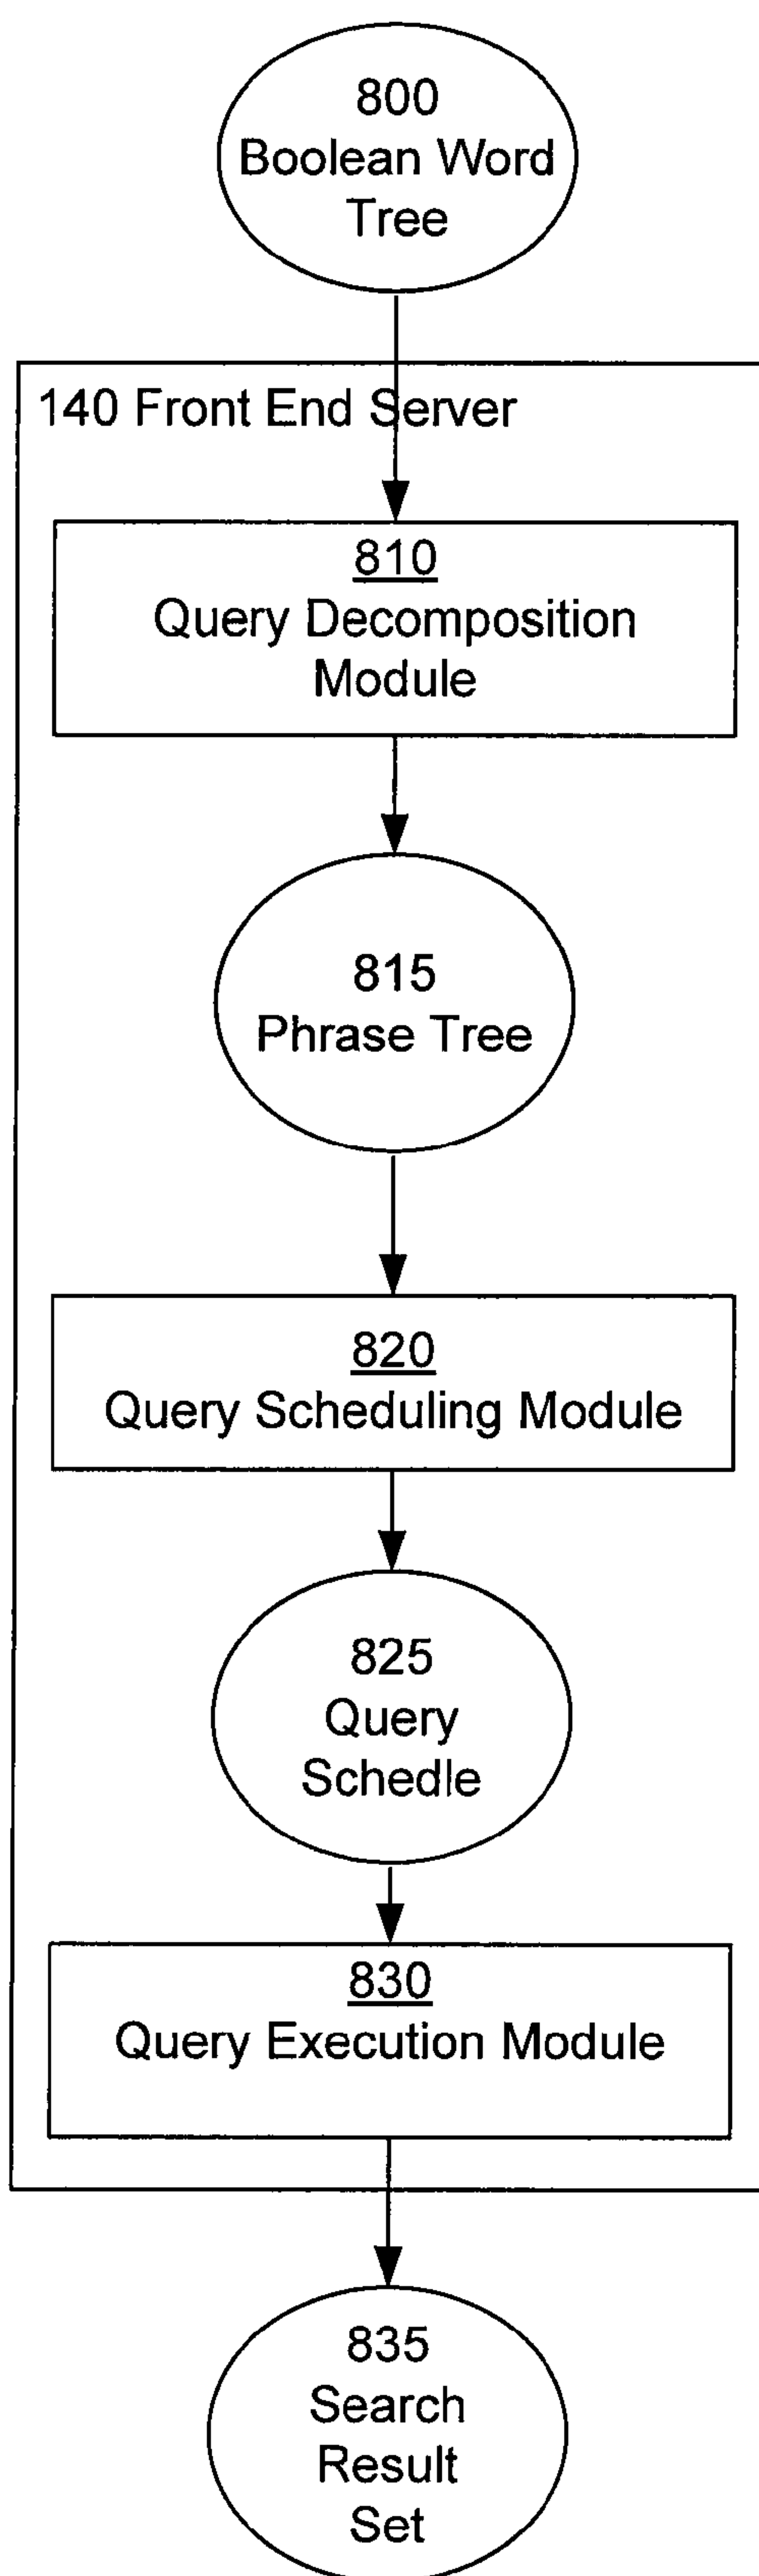 800
Boolean Word
Tree
140 Front End Server
810
Query Decomposition
Module
815
Phrase Tree
820
Query Scheduling Module
825
Query
Schedle
830
Query Execution Module
835
Search
Result
Set